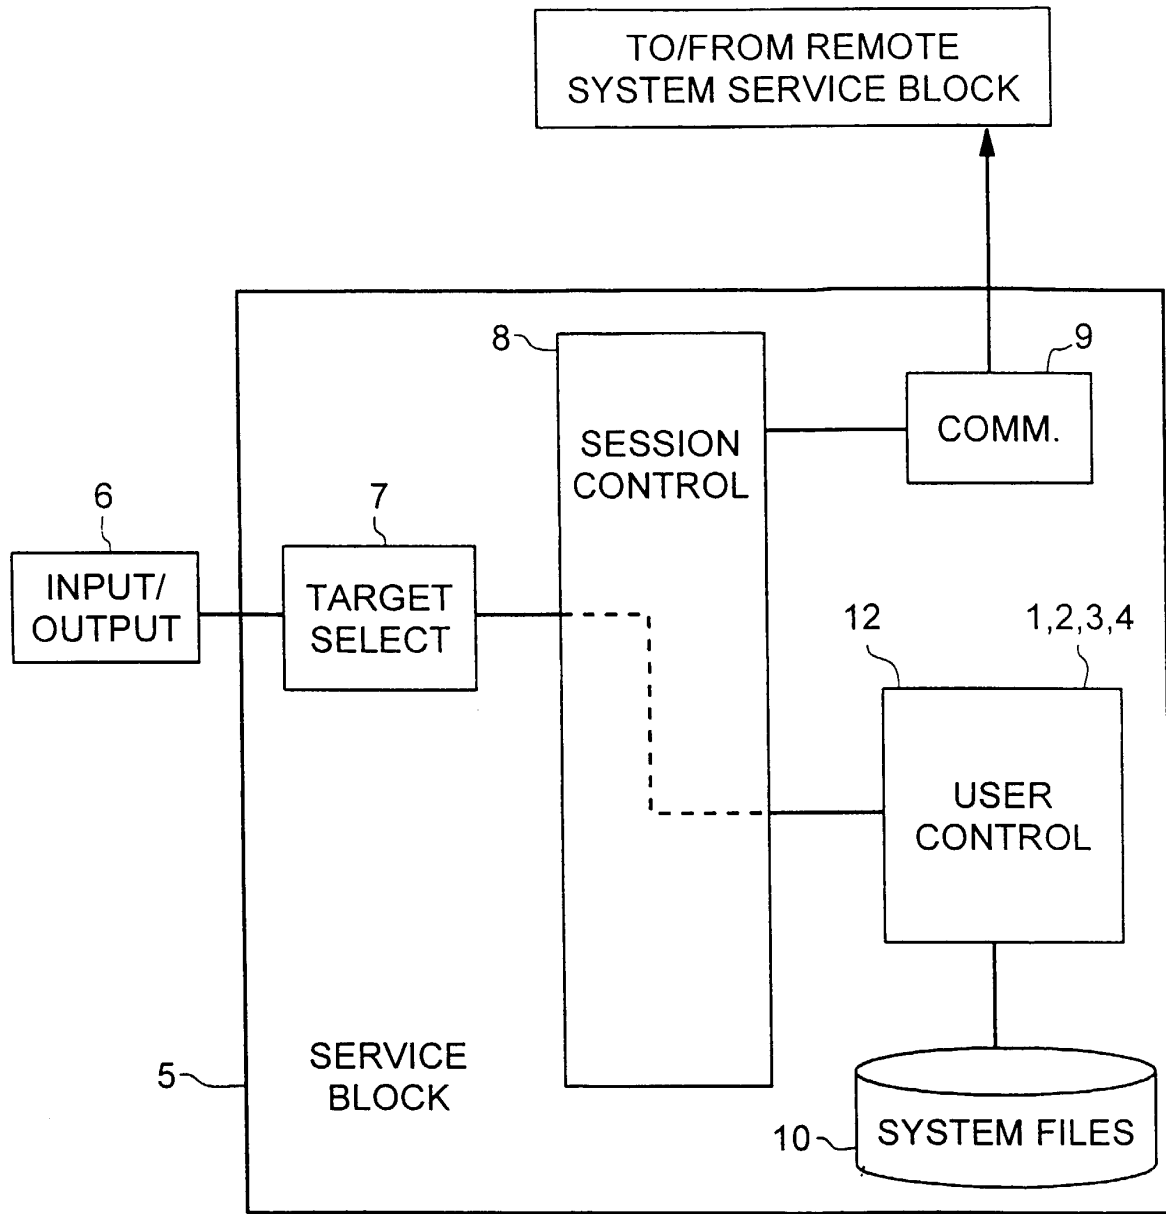 TO/FROM REMOTE
SYSTEM SERVICE BLOCK
8
9
SESSION
CONTROL
COMM.
6
7
INPUT/
OUTPUT
TARGET
SELECT
12
1,2,3,4
USER
CONTROL
SERVICE
BLOCK
5
10
SYSTEM FILES